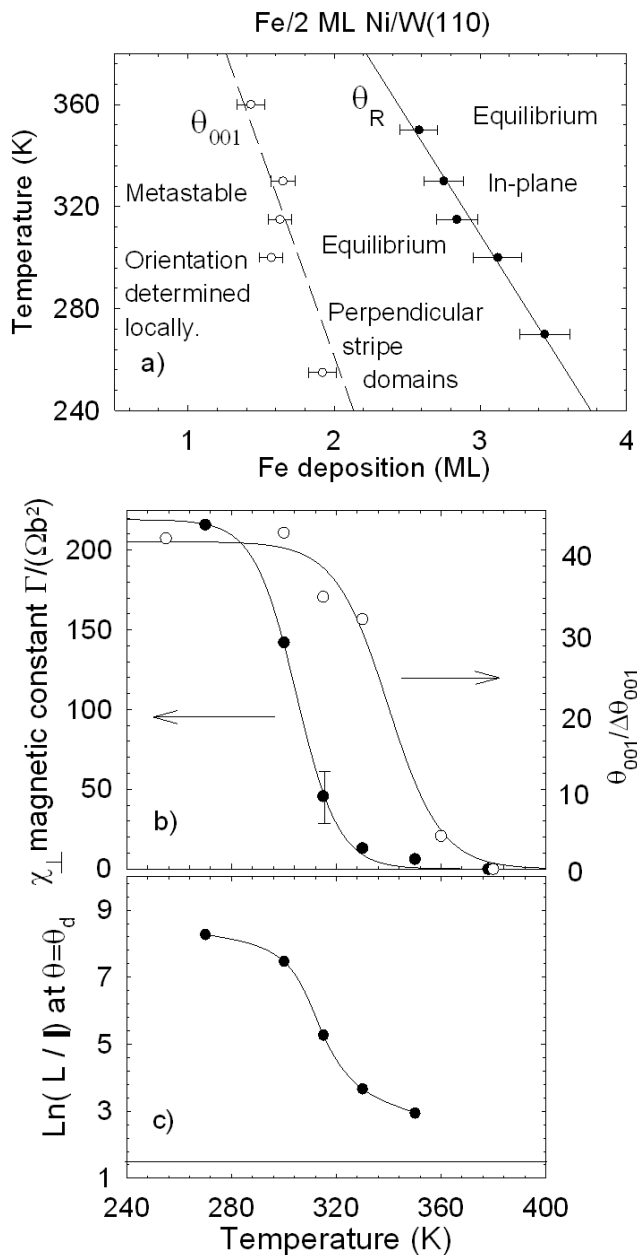 Fe/2 ML Ni/W(110)
Temperature (K)
360
320
280
240
θ001
θR
Equilibrium
Metastable
In-plane
Orientation
determined
locally.
Equilibrium
Perpendicular
stripe
domains
a)
1 2 3 4
Fe deposition (ML)
χ⊥ magnetic constant Γ/(Ωb²)
200
150
100
50
0
40
30
20
10
0
θ001/Δθ001
b)
Ln( L / l) at θ=θd
9
7
5
3
1
c)
240 280 320 360 400
Temperature (K)